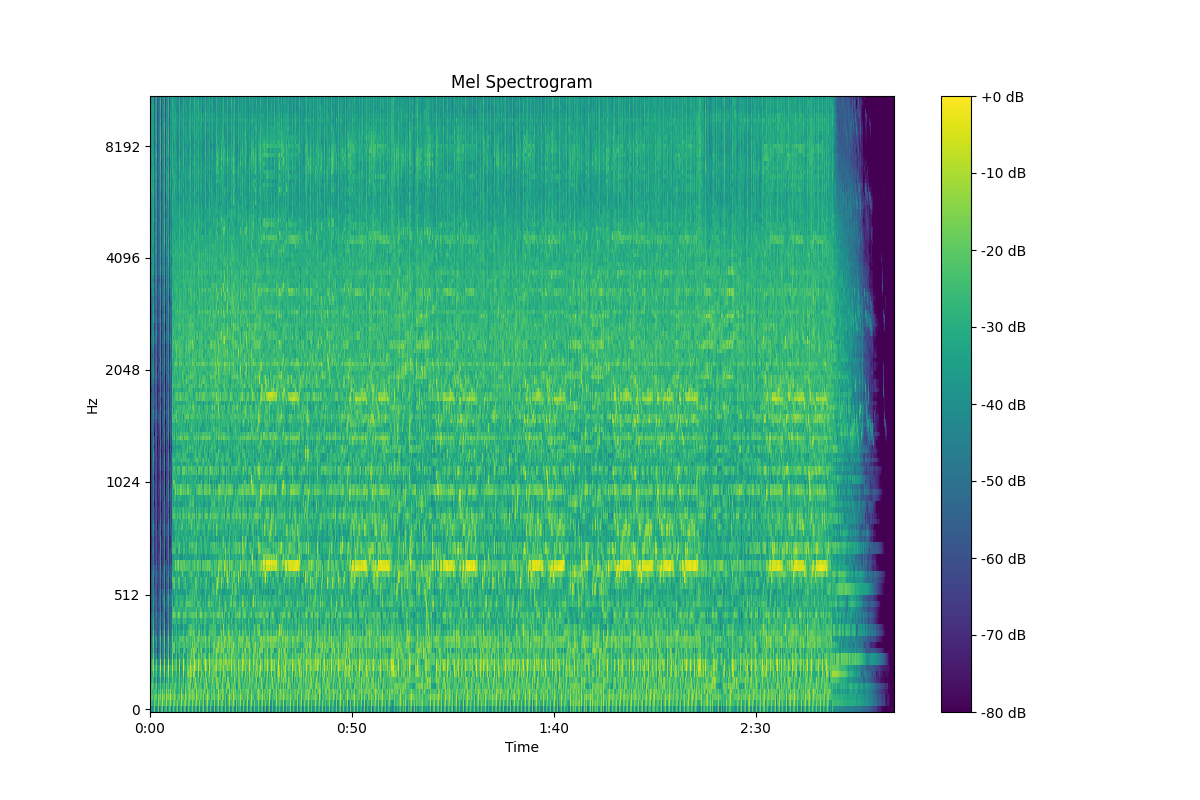 Mel Spectrogram
+0 dB
8192
-10 dB
-20 dB
4096
-30 dB
2048
-40 dB
Hz
1024
-50 dB
-60 dB
512
-70 dB
0
-80 dB
0:00
0:50
1:40
2:30
Time